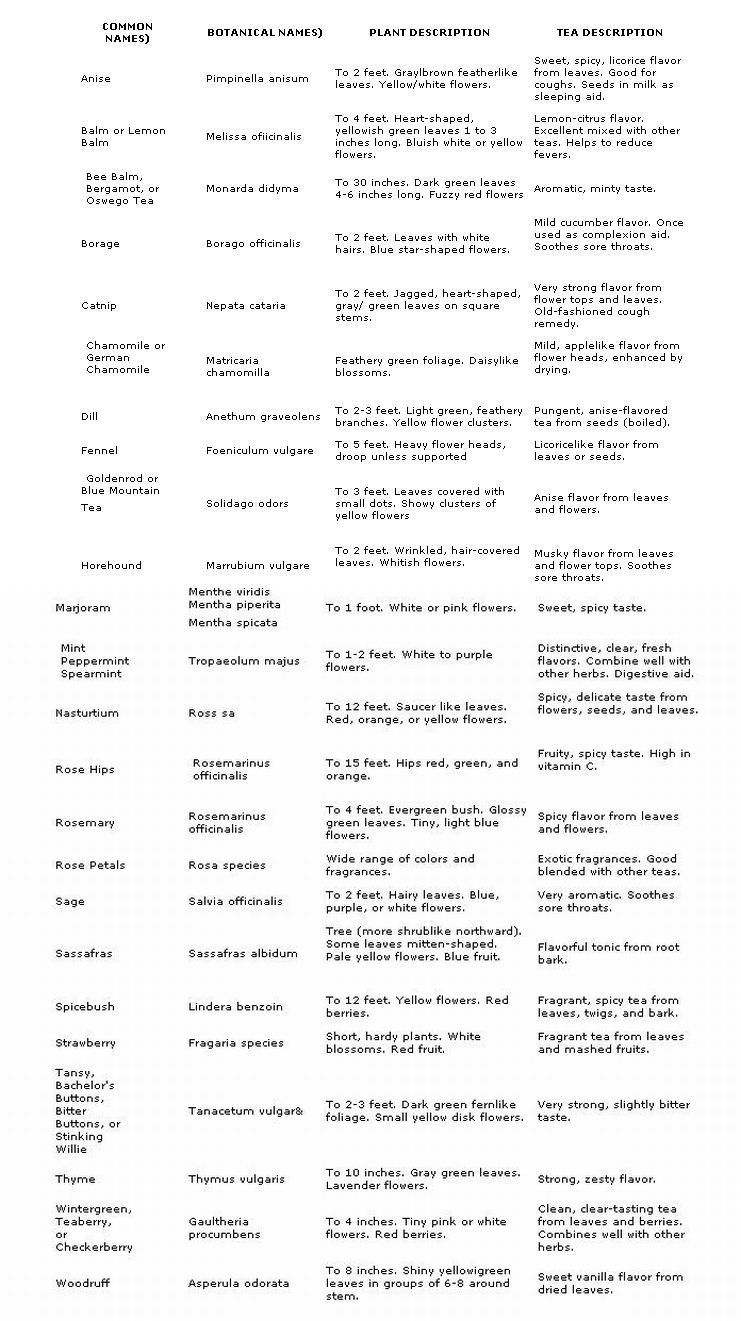 COMMON
NAMES)
BOTANICAL NAMES)
PLANT DESCRIPTION
TEA DESCRIPTION
Anise
Pimpinella anisum
To 2 feet. Graylbrown featherlike
leaves. Yellow/white flowers.
Sweet, spicy, licorice flavor
from leaves. Good for
coughs. Seeds in milk as
sleeping aid.
Balm or Lemon
Balm
Melissa ofiicinalis
To 4 feet. Heart-shaped,
yellowish green leaves 1 to 3
inches long. Bluish white or yellow
flowers.
Lemon-citrus flavor.
Excellent mixed with other
teas. Helps to reduce
fevers.
Bee Balm,
Bergamot, or
Oswego Tea
Monarda didyma
To 30 inches. Dark green leaves
4-6 inches long. Fuzzy red flowers
Aromatic, minty taste.
Borage
Borago officinalis
To 2 feet. Leaves with white
hairs. Blue star-shaped flowers.
Mild cucumber flavor. Once
used as complexion aid.
Soothes sore throats.
Catnip
Nepata cataria
To 2 feet. Jagged, heart-shaped,
gray/ green leaves on square
stems.
Very strong flavor from
flower tops and leaves.
Old-fashioned cough
remedy.
Chamomile or
German
Chamomile
Matricaria
chamomilla
Feathery green foliage. Daisylike
blossoms.
Mild, applelike flavor from
flower heads, enhanced by
drying.
Dill
Anethum graveolens
To 2-3 feet. Light green, feathery
branches. Yellow flower clusters.
Pungent, anise-flavored
tea from seeds (boiled).
Fennel
Foeniculum vulgare
To 5 feet. Heavy flower heads,
droop unless supported
Licoricelike flavor from
leaves or seeds.
Goldenrod or
Blue Mountain
Tea
Solidago odors
To 3 feet. Leaves covered with
small dots. Showy clusters of
yellow flowers
Anise flavor from leaves
and flowers.
Horehound
Marrubium vulgare
To 2 feet. Wrinkled, hair-covered
leaves. Whitish flowers.
Musky flavor from leaves
and flower tops. Soothes
sore throats.
Marjoram
Menthe viridis
Mentha piperita
Mentha spicata
To 1 foot. White or pink flowers.
Sweet, spicy taste.
Mint
Peppermint
Spearmint
Tropaeolum majus
To 1-2 feet. White to purple
flowers.
Distinctive, clear, fresh
flavors. Combine well with
other herbs. Digestive aid.
Nasturtium
Ross sa
To 12 feet. Saucer like leaves.
Red, orange, or yellow flowers.
Spicy, delicate taste from
flowers, seeds, and leaves.
Rose Hips
Rosemarinus
officinalis
To 15 feet. Hips red, green, and
orange.
Fruity, spicy taste. High in
vitamin C.
Rosemary
Rosemarinus
officinalis
To 4 feet. Evergreen bush. Glossy
green leaves. Tiny, light blue
flowers.
Spicy flavor from leaves
and flowers.
Rose Petals
Rosa species
Wide range of colors and
fragrances.
Exotic fragrances. Good
blended with other teas.
Sage
Salvia officinalis
To 2 feet. Hairy leaves. Blue,
purple, or white flowers.
Very aromatic. Soothes
sore throats.
Sassafras
Sassafras albidum
Tree (more shrublike northward).
Some leaves mitten-shaped.
Pale yellow flowers. Blue fruit.
Flavorful tonic from root
bark.
Spicebush
Lindera benzoin
To 12 feet. Yellow flowers. Red
berries.
Fragrant, spicy tea from
leaves, twigs, and bark.
Strawberry
Fragaria species
Short, hardy plants. White
blossoms. Red fruit.
Fragrant tea from leaves
and mashed fruits.
Tansy,
Bachelor's
Buttons,
Bitter
Buttons, or
Stinking
Willie
Tanacetum vulgar&
To 2-3 feet. Dark green fernlike
foliage. Small yellow disk flowers.
Very strong, slightly bitter
taste.
Thyme
Thymus vulgaris
To 10 inches. Gray green leaves.
Lavender flowers.
Strong, zesty flavor.
Wintergreen,
Teaberry,
or
Checkerberry
Gaultheria
procumbens
To 4 inches. Tiny pink or white
flowers. Red berries.
Clean, clear-tasting tea
from leaves and berries.
Combines well with other
herbs.
Woodruff
Asperula odorata
To 8 inches. Shiny yellowigreen
leaves in groups of 6-8 around
stem.
Sweet vanilla flavor from
dried leaves.